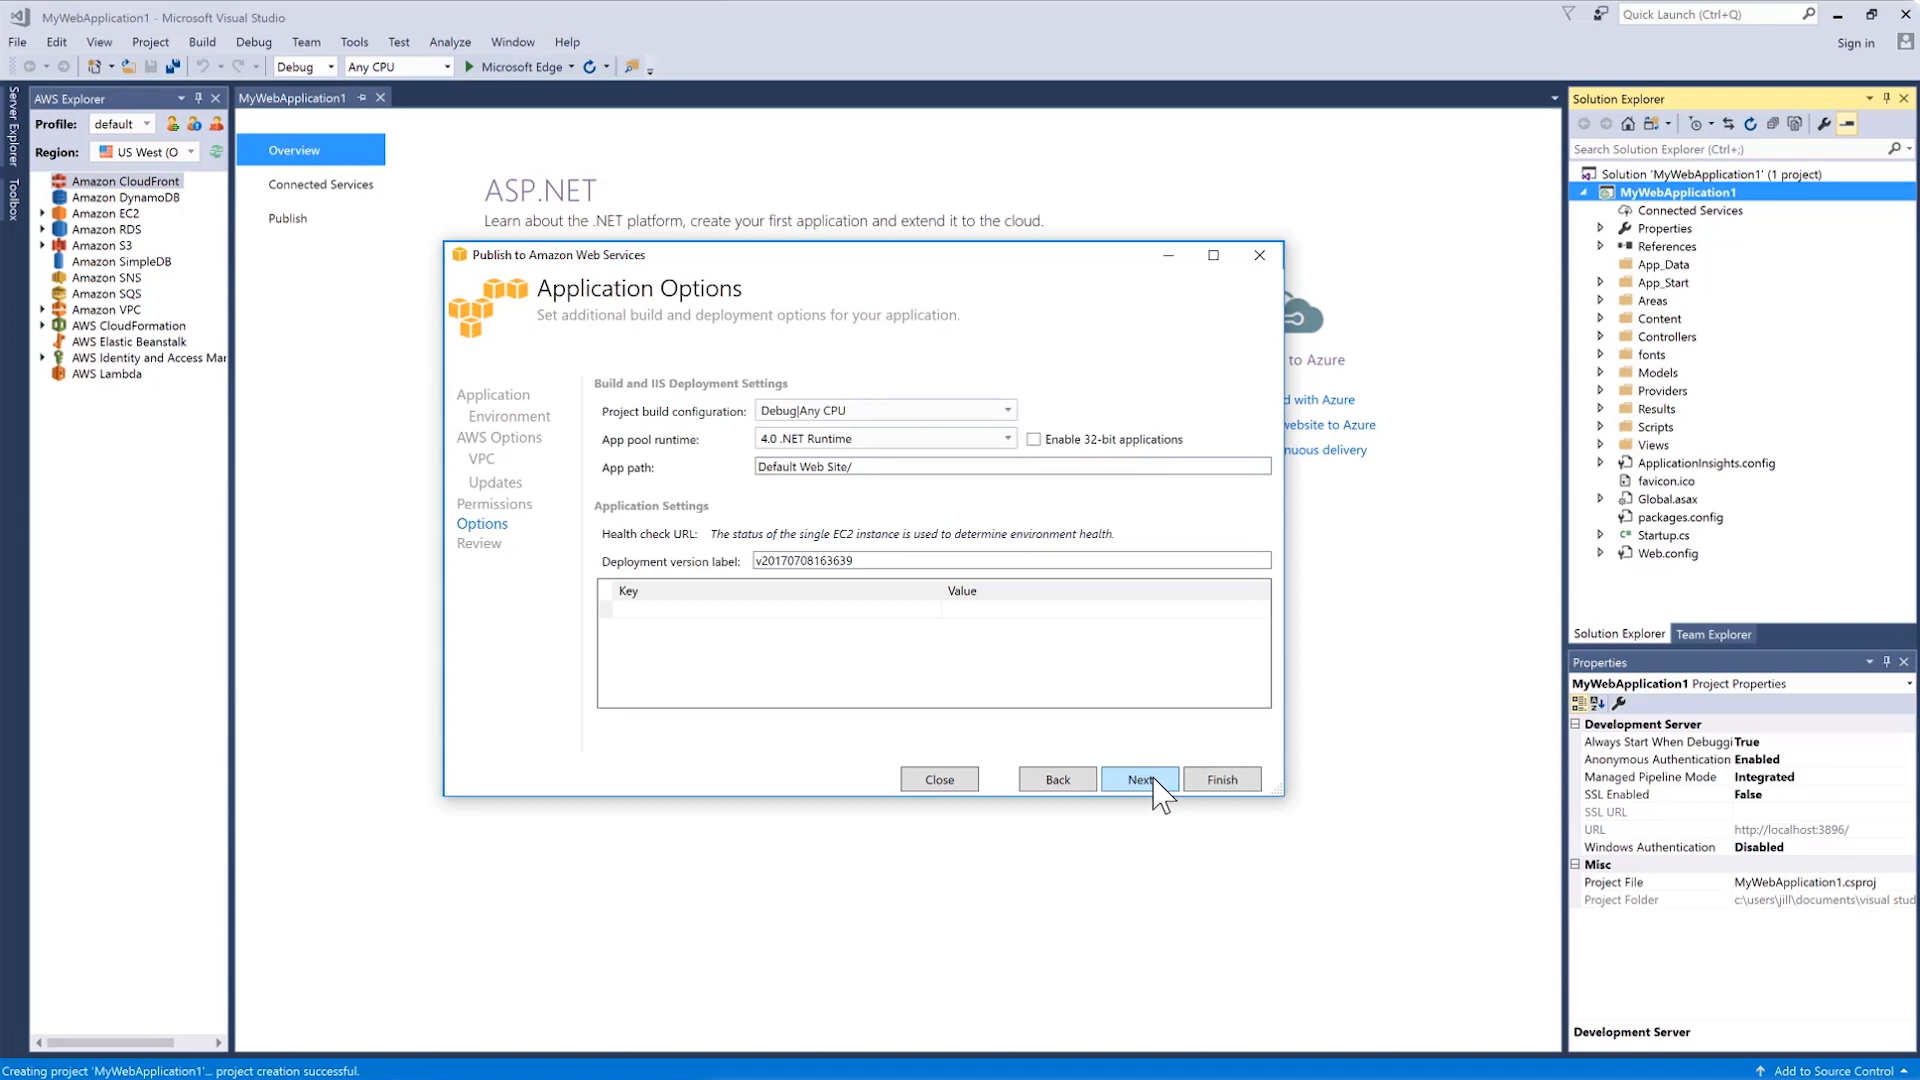 MyWebApplication1 - Microsoft Visual Studio
Quick Launch (Ctrl+Q)
File Edit View Project Build Debug Team Tools Test Analyze Window Help
Sign in
Debug Any CPU Microsoft Edge
Server Explorer
Toolbox
AWS Explorer
Profile: default
Region: US West (O
Amazon CloudFront
Amazon DynamoDB
Amazon EC2
Amazon RDS
Amazon S3
Amazon SimpleDB
Amazon SNS
Amazon SQS
Amazon VPC
AWS CloudFormation
AWS Elastic Beanstalk
AWS Identity and Access Mar
AWS Lambda
MyWebApplication1
Overview
Connected Services
Publish
ASP.NET
Learn about the .NET platform, create your first application and extend it to the cloud.
to Azure
d with Azure
website to Azure
nuous delivery
Publish to Amazon Web Services
Application Options
Set additional build and deployment options for your application.
Application
Environment
AWS Options
VPC
Updates
Permissions
Options
Review
Build and IIS Deployment Settings
Project build configuration: Debug|Any CPU
App pool runtime: 4.0 .NET Runtime Enable 32-bit applications
App path: Default Web Site/
Application Settings
Health check URL: The status of the single EC2 instance is used to determine environment health.
Deployment version label: v20170708163639
Key Value
Close Back Next Finish
Solution Explorer
Search Solution Explorer (Ctrl+;)
Solution 'MyWebApplication1' (1 project)
MyWebApplication1
Connected Services
Properties
References
App_Data
App_Start
Areas
Content
Controllers
fonts
Models
Providers
Results
Scripts
Views
ApplicationInsights.config
favicon.ico
Global.asax
packages.config
C# Startup.cs
Web.config
Solution Explorer Team Explorer
Properties
MyWebApplication1 Project Properties
Development Server
Always Start When Debuggi True
Anonymous Authentication Enabled
Managed Pipeline Mode Integrated
SSL Enabled False
SSL URL
URL http://localhost:3896/
Windows Authentication Disabled
Misc
Project File MyWebApplication1.csproj
Project Folder c:\users\jill\documents\visual stud
Development Server
Creating project 'MyWebApplication1'... project creation successful.
Add to Source Control